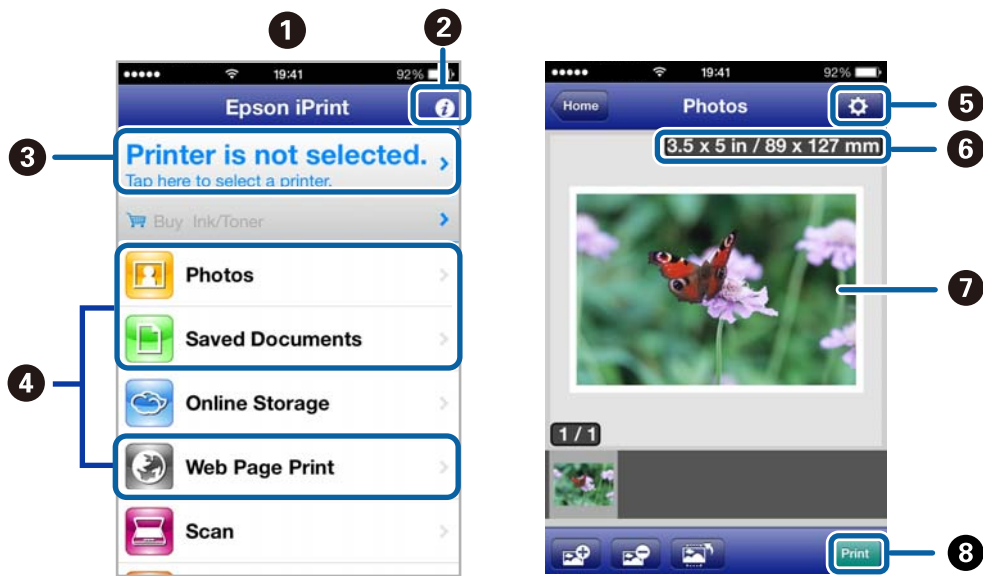 1
2
19:41
92%
Epson iPrint
3
Printer is not selected.
Tap here to select a printer.
Buy Ink/Toner
Photos
Saved Documents
4
Online Storage
Web Page Print
Scan
19:41
92%
Home
Photos
5
3.5 x 5 in / 89 x 127 mm
6
7
1/1
Print
8